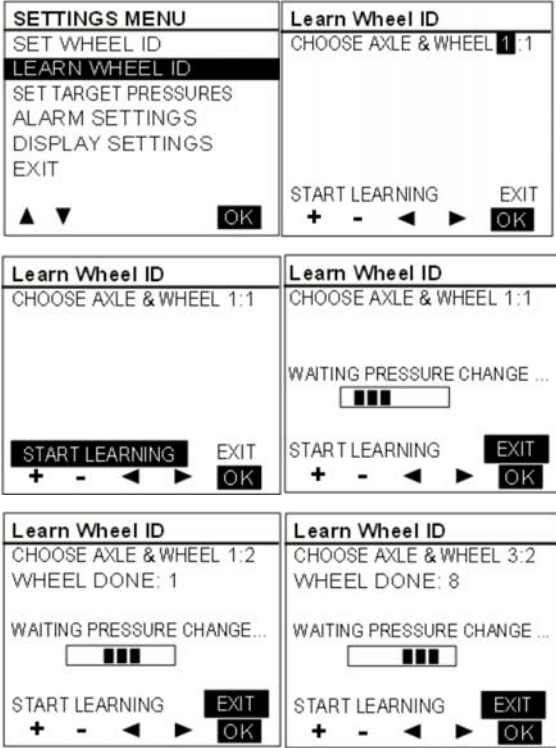 SETTINGS MENU
SET WHEEL ID
LEARN WHEEL ID
SET TARGET PRESSURES
ALARM SETTINGS
DISPLAY SETTINGS
EXIT
▲ ▼ OK
Learn Wheel ID
CHOOSE AXLE & WHEEL 1:1
START LEARNING EXIT
+ - ◄ ► OK
Learn Wheel ID
CHOOSE AXLE & WHEEL 1:1
START LEARNING EXIT
+ - ◄ ► OK
Learn Wheel ID
CHOOSE AXLE & WHEEL 1:1
WAITING PRESSURE CHANGE ...
START LEARNING EXIT
+ - ◄ ► OK
Learn Wheel ID
CHOOSE AXLE & WHEEL 1:2
WHEEL DONE: 1
WAITING PRESSURE CHANGE...
START LEARNING EXIT
+ - ◄ ► OK
Learn Wheel ID
CHOOSE AXLE & WHEEL 3:2
WHEEL DONE: 8
WAITING PRESSURE CHANGE ...
START LEARNING EXIT
+ - ◄ ► OK